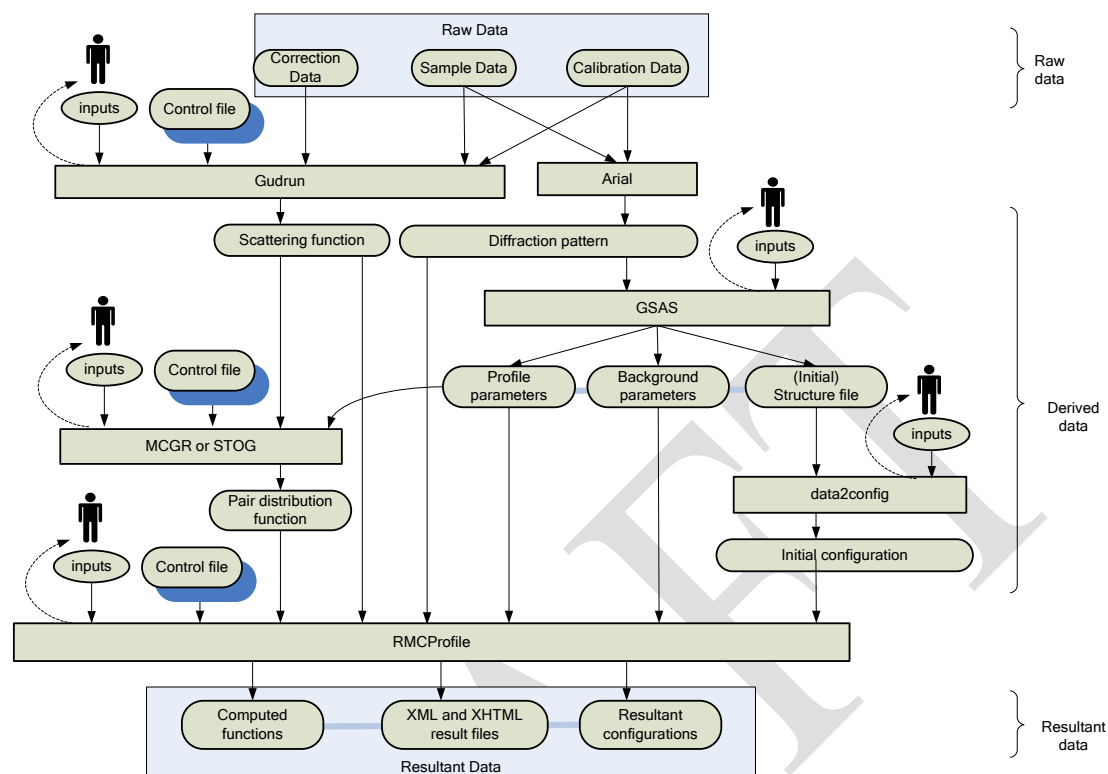 Raw Data
Correction
Data
Sample Data
Calibration Data
Raw
data
inputs
Control file
Gudrun
Arial
Scattering function
Diffraction pattern
inputs
GSAS
inputs
Control file
Profile
parameters
Background
parameters
(Initial)
Structure file
inputs
Derived
data
MCGR or STOG
data2config
Pair distribution
function
Initial configuration
inputs
Control file
RMCProfile
Computed
functions
XML and XHTML
result files
Resultant
configurations
Resultant Data
Resultant
data
AFT